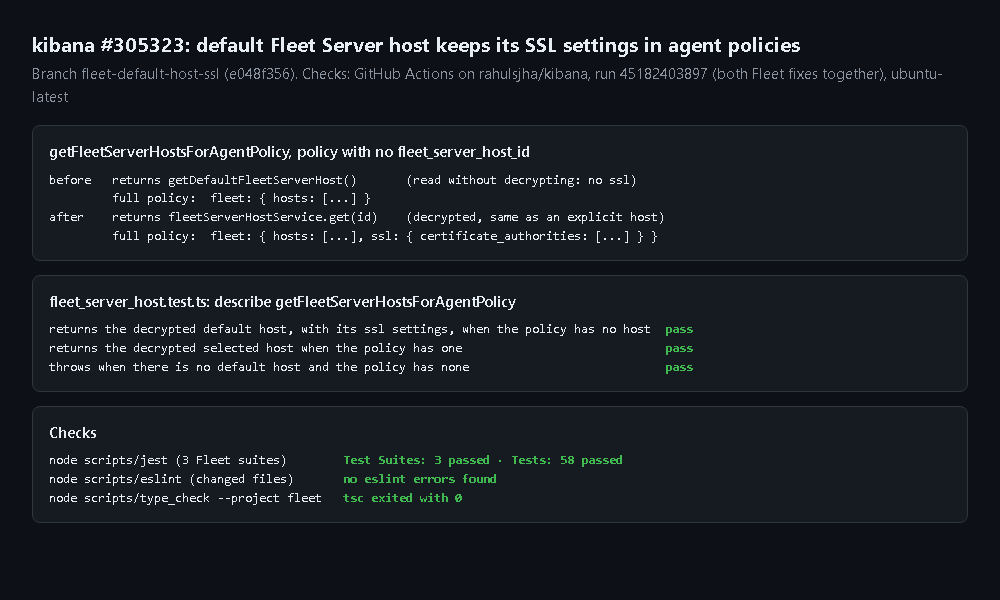 kibana #305323: default Fleet Server host keeps its SSL settings in agent policies
Branch fleet-default-host-ssl (e048f356). Checks: GitHub Actions on rahulsjha/kibana, run 45182403897 (both Fleet fixes together), ubuntu-
latest
getFleetServerHostsForAgentPolicy, policy with no fleet_server_host_id
before returns getDefaultFleetServerHost() (read without decrypting: no ssl)
full policy: fleet: { hosts: [...] }
after returns fleetServerHostService.get(id) (decrypted, same as an explicit host)
full policy: fleet: { hosts: [...], ssl: { certificate_authorities: [...] } }
fleet_server_host.test.ts: describe getFleetServerHostsForAgentPolicy
returns the decrypted default host, with its ssl settings, when the policy has no host pass
returns the decrypted selected host when the policy has one pass
throws when there is no default host and the policy has none pass
Checks
node scripts/jest (3 Fleet suites) Test Suites: 3 passed · Tests: 58 passed
node scripts/eslint (changed files) no eslint errors found
node scripts/type_check --project fleet tsc exited with 0